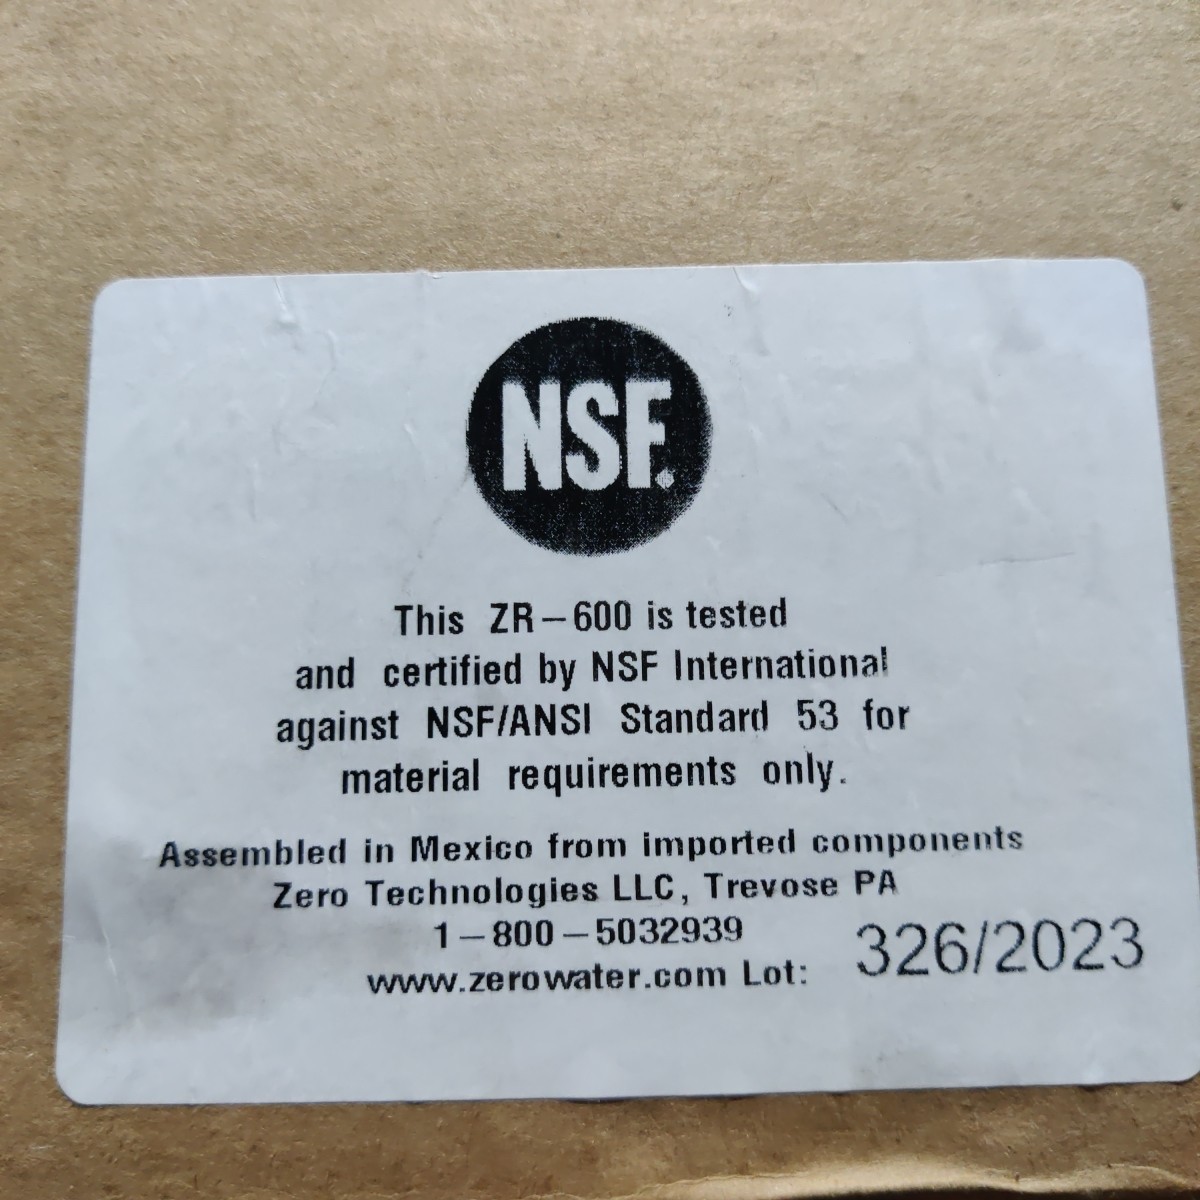 NSF.
This ZR-600 is tested
and certified by NSF International
against NSF/ANSI Standard 53 for
material requirements only.
Assembled in Mexico from imported components
Zero Technologies LLC, Trevose PA
1-800-5032939
www.zerowater.com Lot: 326/2023